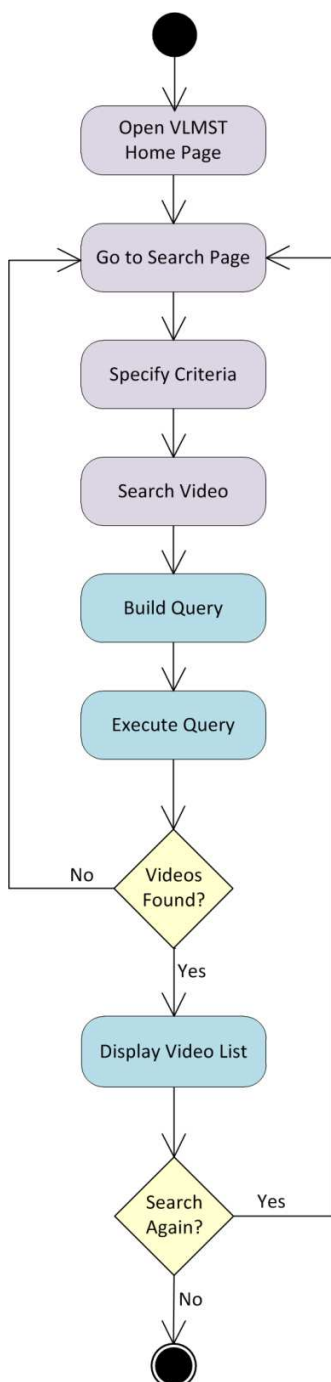 Open VLMST
Home Page
Go to Search Page
Specify Criteria
Search Video
Build Query
Execute Query
No
Videos
Found?
Yes
Display Video List
Search
Again?
Yes
No